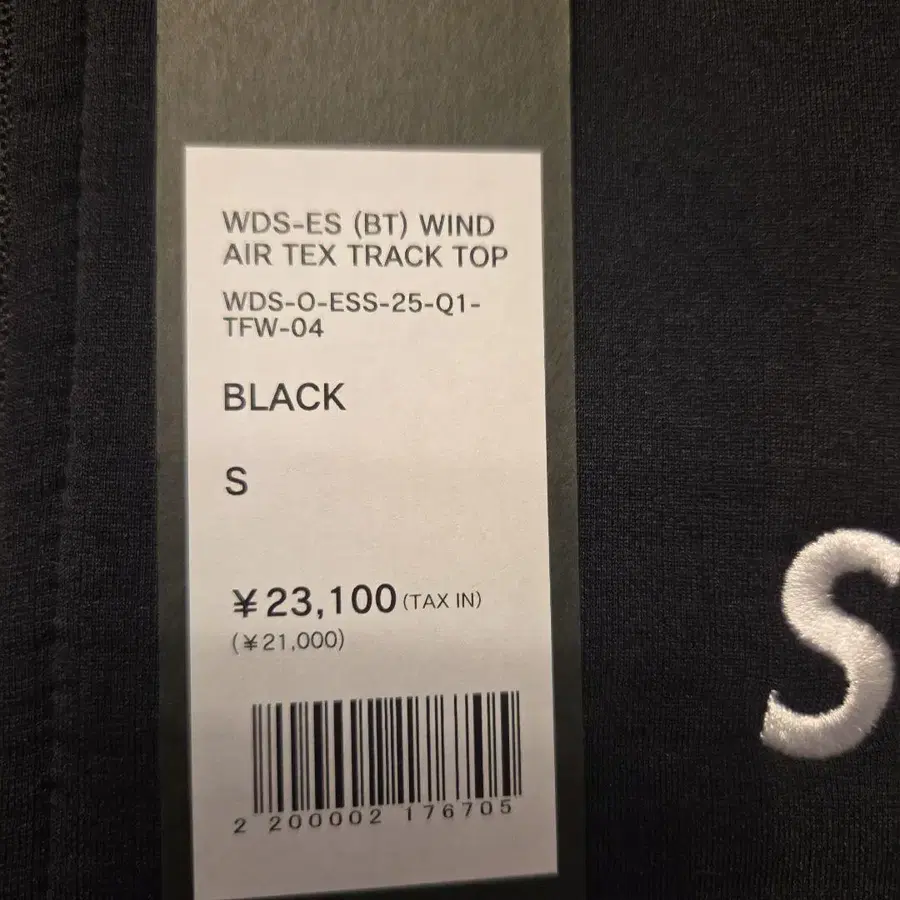 WDS-ES (BT) WIND
AIR TEX TRACK TOP
WDS-O-ESS-25-Q1-
TFW-04
BLACK
S
¥23,100 (TAX IN)
(¥21,000)
2 200002 176705
S